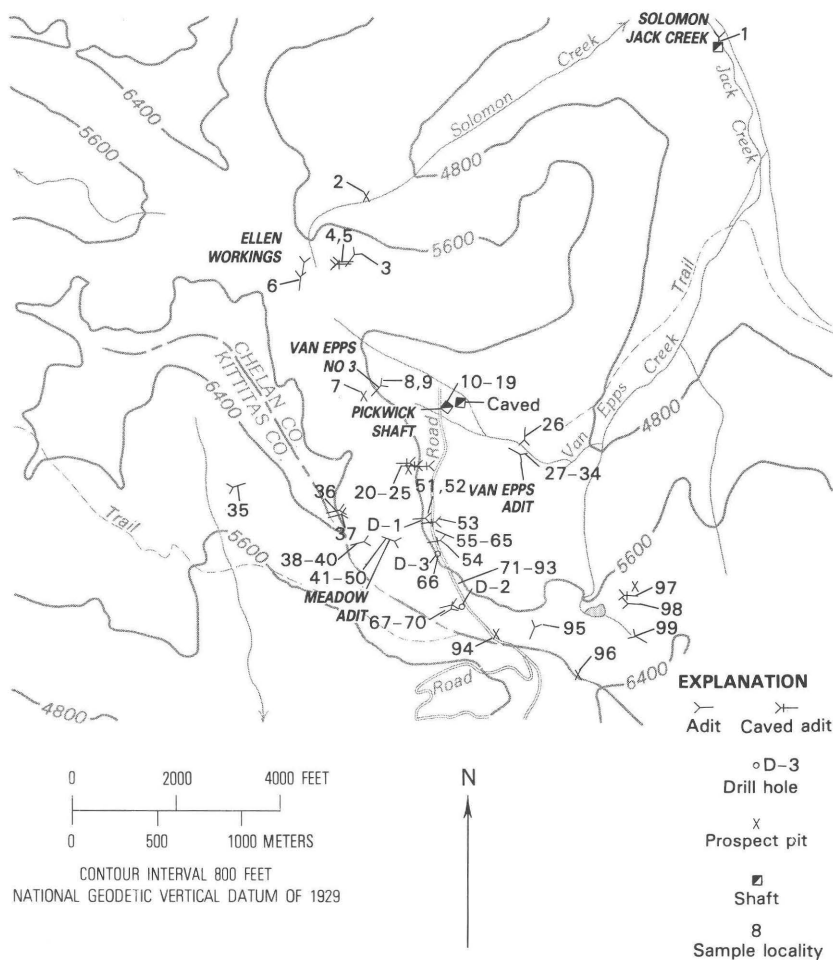 SOLOMON
JACK CREEK
1
Jack
Creek
Solomon
Creek
6400
5600
4800
2
5600
ELLEN
WORKINGS
4,5
3
6
Trail
VAN EPPS
NO 3
8,9
7
10–19
Caved
PICKWICK
SHAFT
Road
CHELAN CO
KITTITAS CO
6400
26
Van Epps Creek
4800
27–34
VAN EPPS
ADIT
20–25
51,52
35
36
37
D–1
53
55–65
54
38–40
D–3
66
71–93
D–2
41–50
MEADOW
ADIT
67–70
Trail
5600
5600
97
98
99
95
94
96
6400
Road
4800
EXPLANATION
Adit
Caved adit
D–3
Drill hole
Prospect pit
Shaft
8
Sample locality
0 2000 4000 FEET
0 500 1000 METERS
CONTOUR INTERVAL 800 FEET
NATIONAL GEODETIC VERTICAL DATUM OF 1929
N